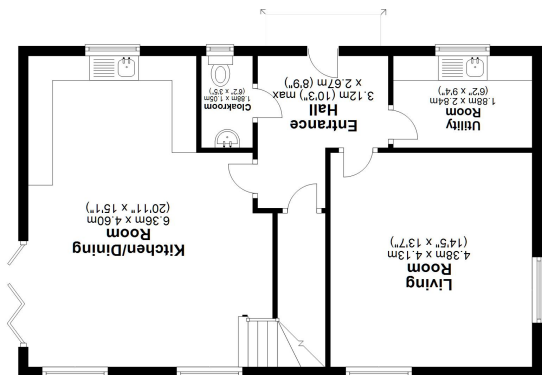 Living
Room
4.38m x 4.13m
(14'5" x 13'7")
Kitchen/Dining
Room
6.36m x 4.60m
(20'11" x 15'1")
Utility
Room
1.88m x 2.84m
(6'2" x 9'4")
Entrance
Hall
3.12m (10'3") max
x 2.67m (8'9")
Cloakroom
1.88m x 1.05m
(6'2" x 3'5")